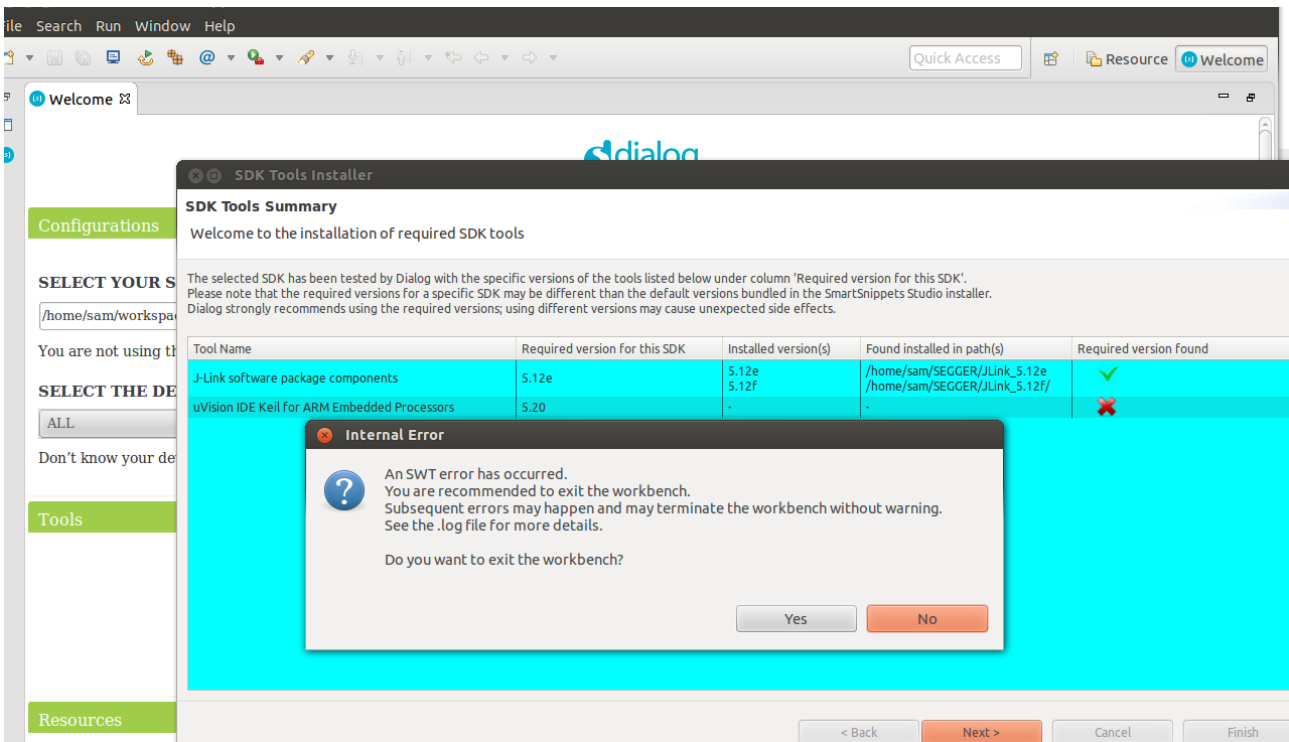 File Search Run Window Help
Quick Access
Resource
Welcome
Welcome
dialog
SDK Tools Installer
SDK Tools Summary
Welcome to the installation of required SDK tools
Configurations
SELECT YOUR S
/home/sam/workspa
You are not using th
SELECT THE DE
ALL
Don't know your de
Tools
Resources
The selected SDK has been tested by Dialog with the specific versions of the tools listed below under column 'Required version for this SDK'.
Please note that the required versions for a specific SDK may be different than the default versions bundled in the SmartSnippets Studio installer.
Dialog strongly recommends using the required versions; using different versions may cause unexpected side effects.
Tool Name Required version for this SDK Installed version(s) Found installed in path(s) Required version found
J-Link software package components 5.12e 5.12e /home/sam/SEGGER/JLink_5.12e
5.12f /home/sam/SEGGER/JLink_5.12f/
uVision IDE Keil for ARM Embedded Processors 5.20 - -
Internal Error
An SWT error has occurred.
You are recommended to exit the workbench.
Subsequent errors may happen and may terminate the workbench without warning.
See the .log file for more details.
Do you want to exit the workbench?
Yes No
< Back Next > Cancel Finish